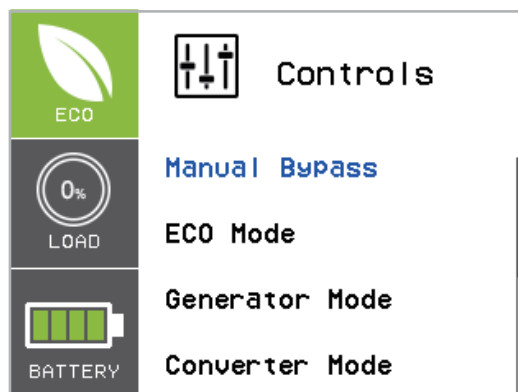 ECO
0%
LOAD
BATTERY
Controls
Manual Bypass
ECO Mode
Generator Mode
Converter Mode